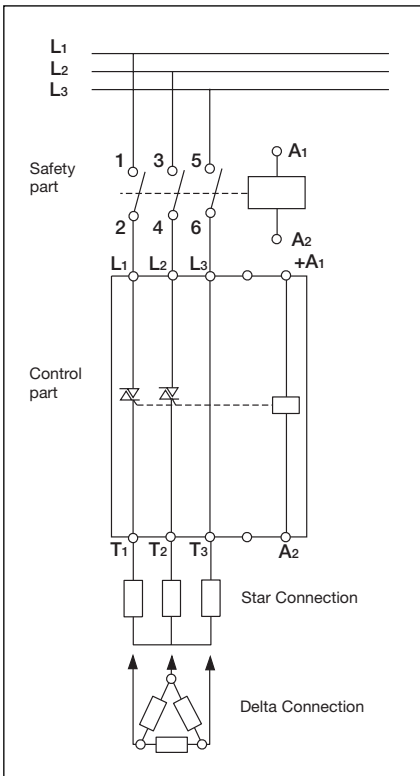 L1
L2
L3
Safety part
1 3 5
A1
2 4 6
A2
L1 L2 L3 +A1
Control part
T1 T2 T3 A2
Star Connection
Delta Connection